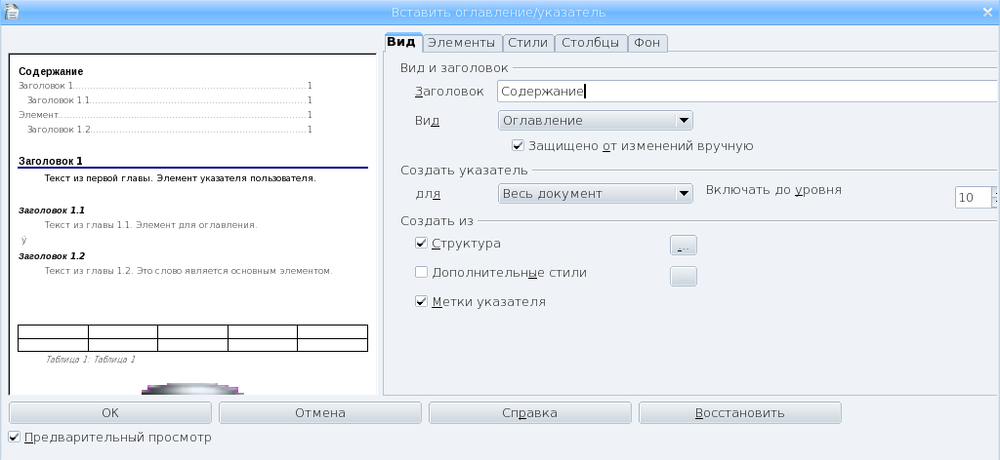 Вставить оглавление/указатель
Содержание
Заголовок 1..........1
Заголовок 1.1..........1
Элемент..........1
Заголовок 1.2..........1
Заголовок 1
Текст из первой главы. Элемент указателя пользователя.
Заголовок 1.1
Текст из главы 1.1. Элемент для оглавления.
ÿ
Заголовок 1.2
Текст из главы 1.2. Это слово является основным элементом.
Таблица 1: Таблица 1
Вид Элементы Стили Столбцы Фон
Вид и заголовок
Заголовок Содержание
Вид Оглавление
Защищено от изменений вручную
Создать указатель
для Весь документ Включать до уровня 10
Создать из
Структура ...
Дополнительные стили
Метки указателя
OK Отмена Справка Восстановить
Предварительный просмотр